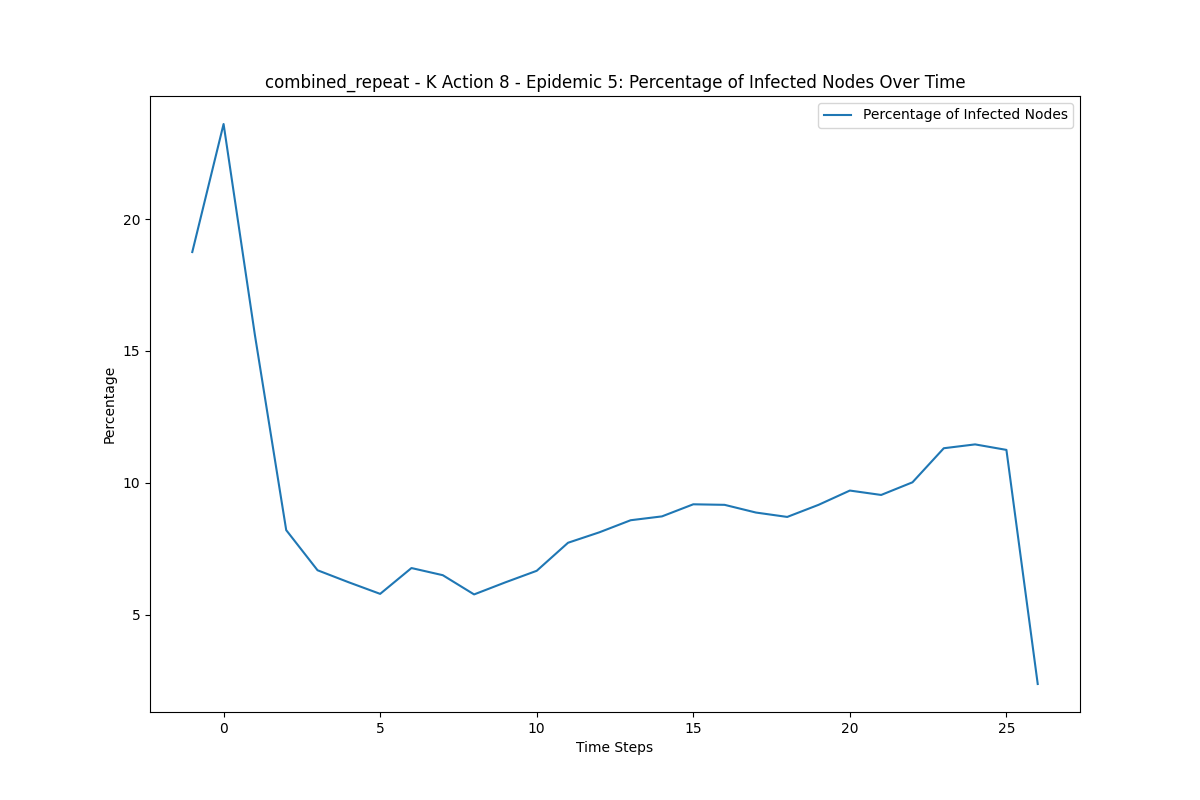 combined_repeat - K Action 8 - Epidemic 5: Percentage of Infected Nodes Over Time
Percentage of Infected Nodes
20
15
10
5
Percentage
0 5 10 15 20 25
Time Steps